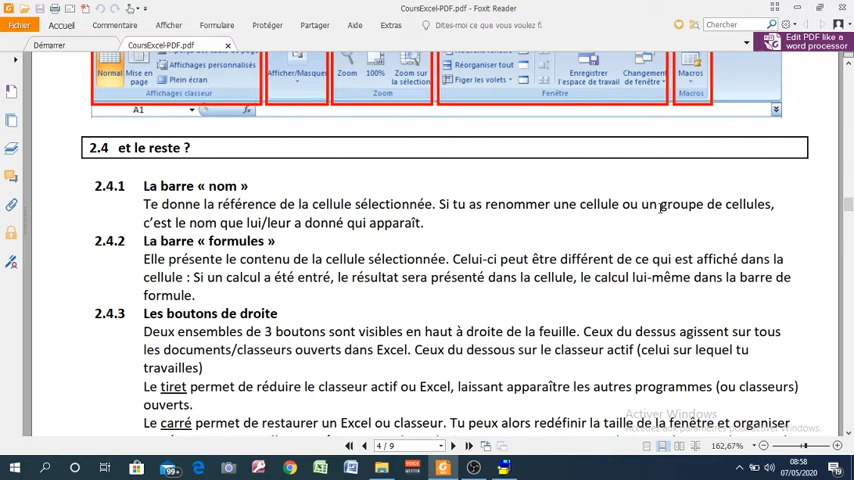 CoursExcel-PDF.pdf - Foxit Reader
Fichier Accueil Commentaire Afficher Formulaire Protéger Partager Aide Extras Dites-moi ce que vous voulez f Chercher
Edit PDF like a word processor
Démarrer CoursExcel-PDF.pdf
Normal Mise en page Affichages personnalisés Plein écran Afficher/Masquer Zoom 100% Zoom sur la sélection Réorganiser tout Figer les volets Enregistrer l'espace de travail Changement de fenêtre Macros
Affichages classeur Zoom Fenêtre Macros
A1 fx
2.4 et le reste ?
2.4.1 La barre « nom »
Te donne la référence de la cellule sélectionnée. Si tu as renommer une cellule ou un groupe de cellules,
c'est le nom que lui/leur a donné qui apparaît.
2.4.2 La barre « formules »
Elle présente le contenu de la cellule sélectionnée. Celui-ci peut être différent de ce qui est affiché dans la
cellule : Si un calcul a été entré, le résultat sera présenté dans la cellule, le calcul lui-même dans la barre de
formule.
2.4.3 Les boutons de droite
Deux ensembles de 3 boutons sont visibles en haut à droite de la feuille. Ceux du dessus agissent sur tous
les documents/classeurs ouverts dans Excel. Ceux du dessous sur le classeur actif (celui sur lequel tu
travailles)
Le tiret permet de réduire le classeur actif ou Excel, laissant apparaître les autres programmes (ou classeurs)
ouverts.
Le carré permet de restaurer un Excel ou classeur. Tu peux alors redéfinir la taille de la fenêtre et organiser
Activer Windows
Accédez aux paramètres pour activer Windows.
4 / 9 162,67%
99+ 08:58
07/05/2020 19